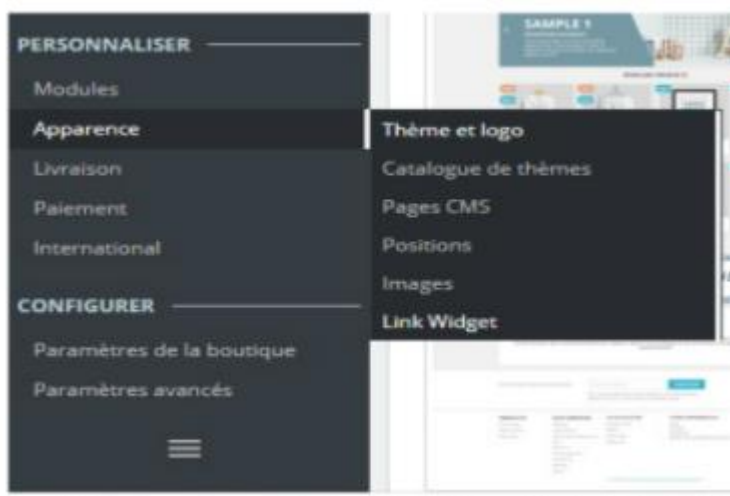 PERSONNALISER
Modules
Apparence
Livraison
Paiement
International
CONFIGURER
Paramètres de la boutique
Paramètres avancés
Thème et logo
Catalogue de thèmes
Pages CMS
Positions
Images
Link Widget
SAMPLE 1